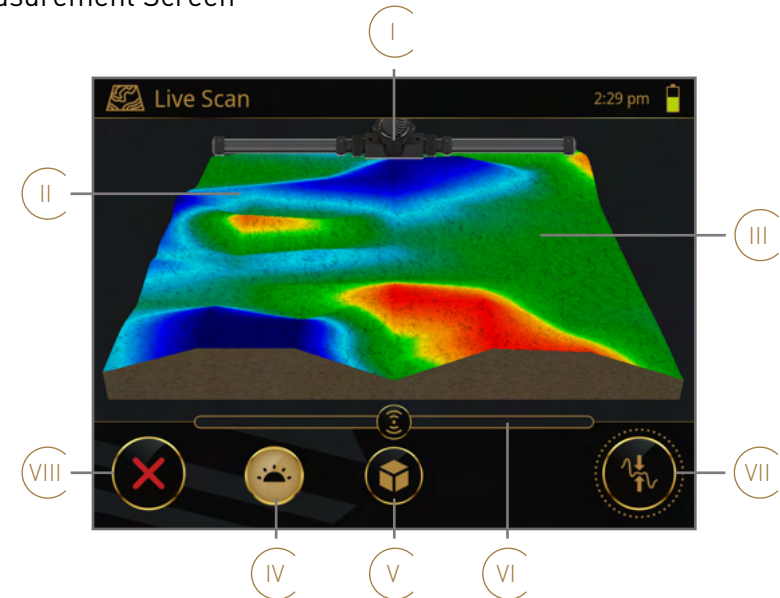 asurement Screen
I
Live Scan 2:29 pm
II
III
VIII
VII
IV V VI